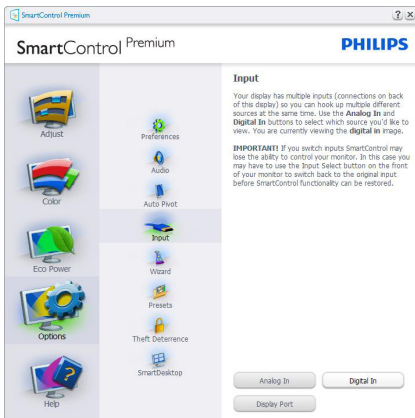 SmartControl Premium
SmartControl Premium
PHILIPS
Adjust
Color
Eco Power
Options
Help
Preferences
Audio
Auto Pivot
Input
Wizard
Presets
Theft Deterrence
SmartDesktop
Input
Your display has multiple inputs (connections on back
of this display) so you can hook up multiple different
sources at the same time. Use the Analog In and
Digital In buttons to select which source you'd like to
view. You are currently viewing the digital in image.
IMPORTANT! If you switch inputs SmartControl may
lose the ability to control your monitor. In this case you
may have to use the Input Select button on the front
of your monitor to switch back to the original input
before SmartControl functionality can be restored.
Analog In
Digital In
Display Port